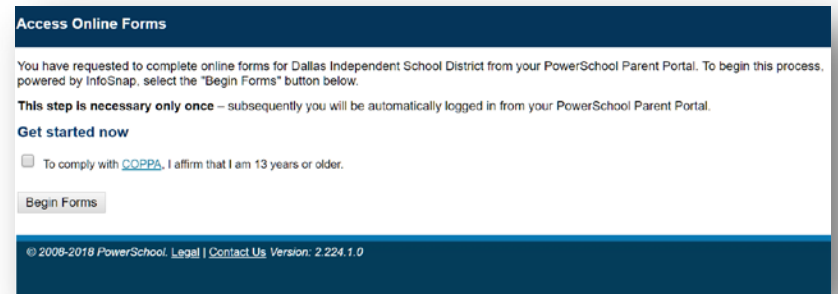 Access Online Forms
You have requested to complete online forms for Dallas Independent School District from your PowerSchool Parent Portal. To begin this process,
powered by InfoSnap, select the "Begin Forms" button below.
This step is necessary only once – subsequently you will be automatically logged in from your PowerSchool Parent Portal.
Get started now
To comply with COPPA, I affirm that I am 13 years or older.
Begin Forms
© 2008-2018 PowerSchool. Legal | Contact Us Version: 2.224.1.0